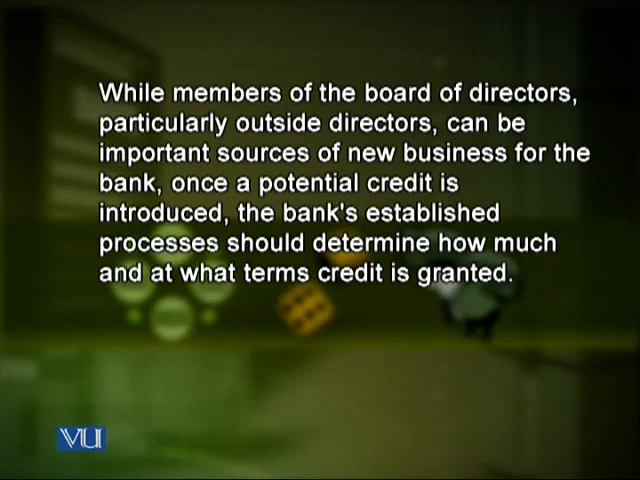 While members of the board of directors,
particularly outside directors, can be
important sources of new business for the
bank, once a potential credit is
introduced, the bank's established
processes should determine how much
and at what terms credit is granted.
VU